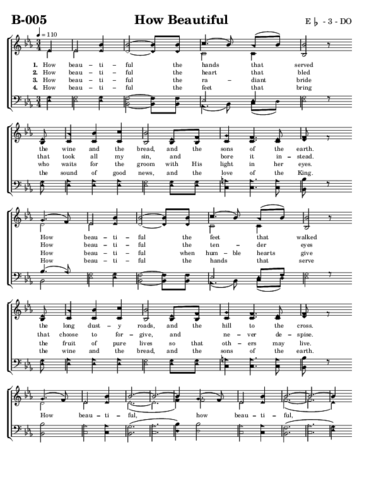 B-005 How Beautiful E♭ - 3 - DO
♩ = 110
1. How beau - ti - ful the hands that served
2. How beau - ti - ful the heart that bled
3. How beau - ti - ful the ra - diant bride
4. How beau - ti - ful the feet that bring
the wine and the bread, and the sons of the earth.
that took all my sin, and bore it in - stead.
who waits for the groom with His light in her eyes.
the sound of good news, and the love of the King.
How beau - ti - ful the feet that walked
How beau - ti - ful the ten - der eyes
How beau - ti - ful when hum - ble hearts give
How beau - ti - ful the hands that serve
the long dust - y roads, and the hill to the cross.
that choose to for - give, and ne - ver de - spise.
the fruit of pure lives so that oth - ers may live.
the wine and the bread, and the sons of the earth.
How beau - ti - ful, how beau - ti - ful,